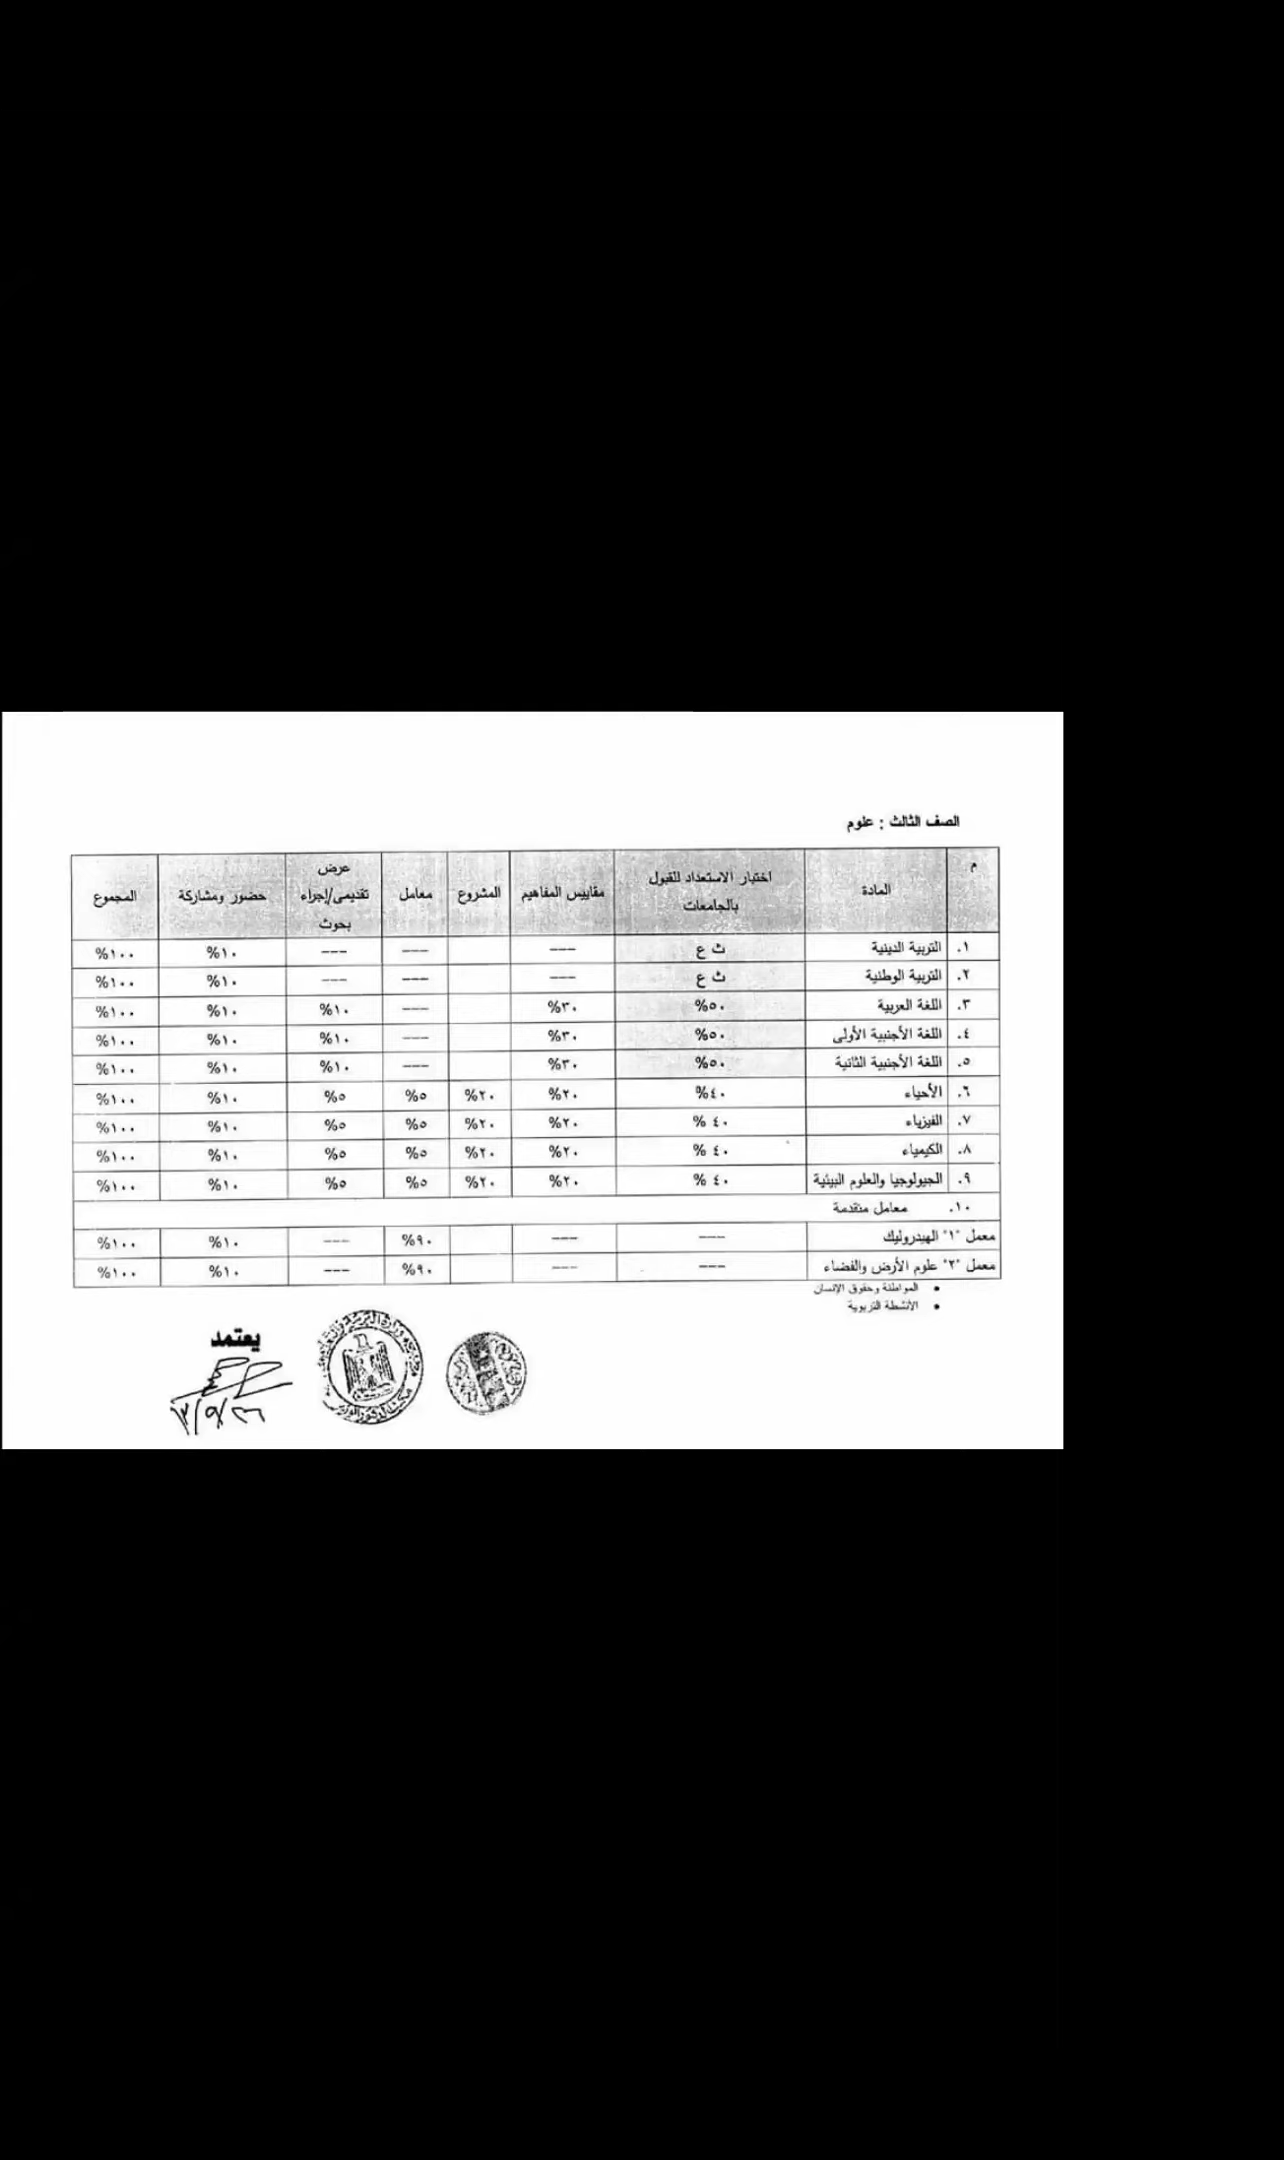 الصف الثالث : علوم
م المادة اختبار الاستعداد للقبول بالجامعات مقاييس المفاهيم المشروع معامل عرض تقديمى/إجراء بحوث حضور ومشاركة المجموع
١. التربية الدينية ث ع --- --- --- %١٠ %١٠٠
٢. التربية الوطنية ث ع --- --- --- %١٠ %١٠٠
٣. اللغة العربية %٥٠ %٣٠ --- %١٠ %١٠ %١٠٠
٤. اللغة الأجنبية الأولى %٥٠ %٣٠ --- %١٠ %١٠ %١٠٠
٥. اللغة الأجنبية الثانية %٥٠ %٣٠ --- %١٠ %١٠ %١٠٠
٦. الأحياء %٤٠ %٢٠ %٢٠ %٥ %٥ %١٠ %١٠٠
٧. الفيزياء % ٤٠ %٢٠ %٢٠ %٥ %٥ %١٠ %١٠٠
٨. الكيمياء % ٤٠ %٢٠ %٢٠ %٥ %٥ %١٠ %١٠٠
٩. الجيولوجيا والعلوم البيئية % ٤٠ %٢٠ %٢٠ %٥ %٥ %١٠ %١٠٠
١٠. معامل متقدمة
معمل "١" الهيدروليك --- --- %٩٠ --- %١٠ %١٠٠
معمل "٢" علوم الأرض والفضاء --- --- %٩٠ --- %١٠ %١٠٠
• المواطنة وحقوق الإنسان
• الأنشطة التربوية
يعتمد